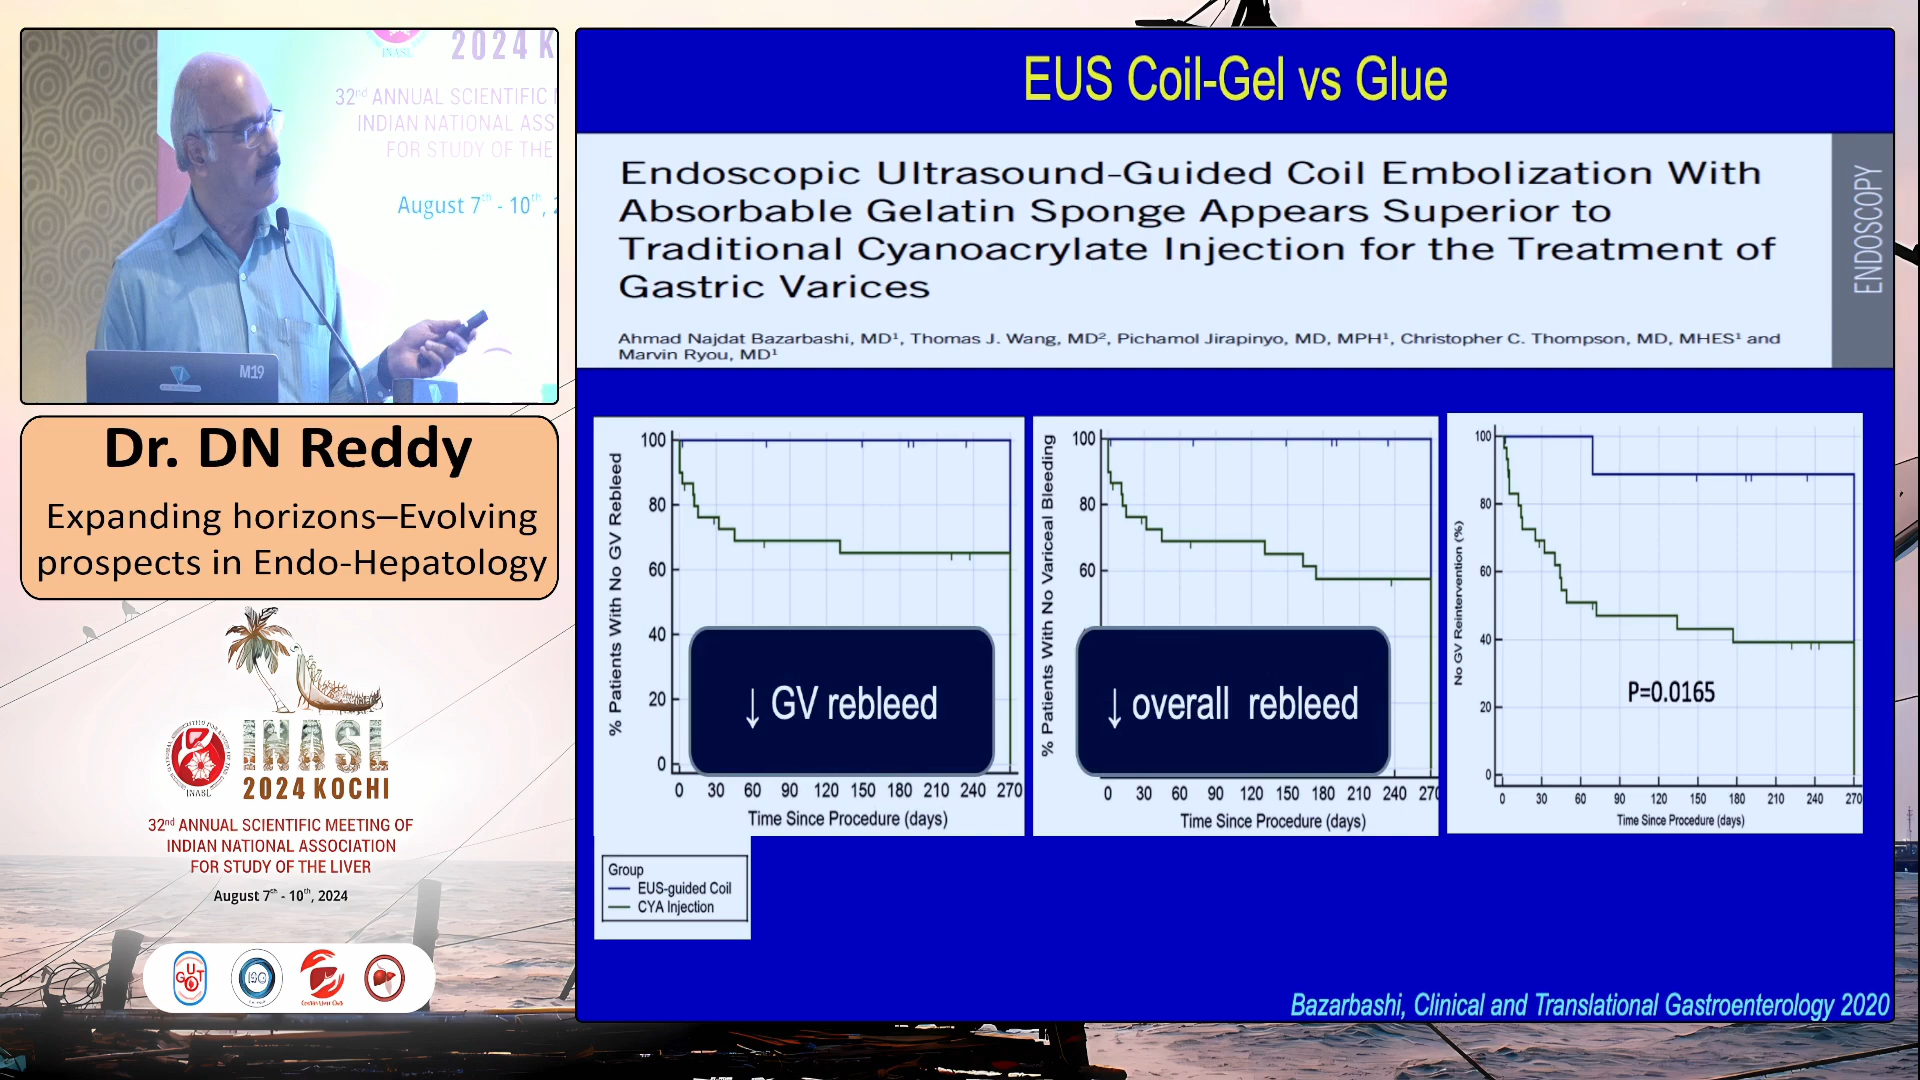 2024 K
INASL
32nd ANNUAL SCIENTIFIC
INDIAN NATIONAL ASS
FOR STUDY OF THE
August 7th - 10th, 2
M19
Dr. DN Reddy
Expanding horizons–Evolving
prospects in Endo-Hepatology
INASL
2024 KOCHI
INASL
32nd ANNUAL SCIENTIFIC MEETING OF
INDIAN NATIONAL ASSOCIATION
FOR STUDY OF THE LIVER
August 7th - 10th, 2024
GUT
ISG
EUS Coil-Gel vs Glue
Endoscopic Ultrasound-Guided Coil Embolization With
Absorbable Gelatin Sponge Appears Superior to
Traditional Cyanoacrylate Injection for the Treatment of
Gastric Varices
ENDOSCOPY
Ahmad Najdat Bazarbashi, MD¹, Thomas J. Wang, MD², Pichamol Jirapinyo, MD, MPH¹, Christopher C. Thompson, MD, MHES¹ and
Marvin Ryou, MD¹
% Patients With No GV Rebleed
100
80
60
40
20
0
↓ GV rebleed
0 30 60 90 120 150 180 210 240 270
Time Since Procedure (days)
% Patients With No Variceal Bleeding
100
80
60
↓ overall rebleed
0 30 60 90 120 150 180 210 240 270
Time Since Procedure (days)
No GV Reintervention (%)
100
80
60
40
20
0
P=0.0165
0 30 60 90 120 150 180 210 240 270
Time Since Procedure (days)
Group
EUS-guided Coil
CYA Injection
Bazarbashi, Clinical and Translational Gastroenterology 2020